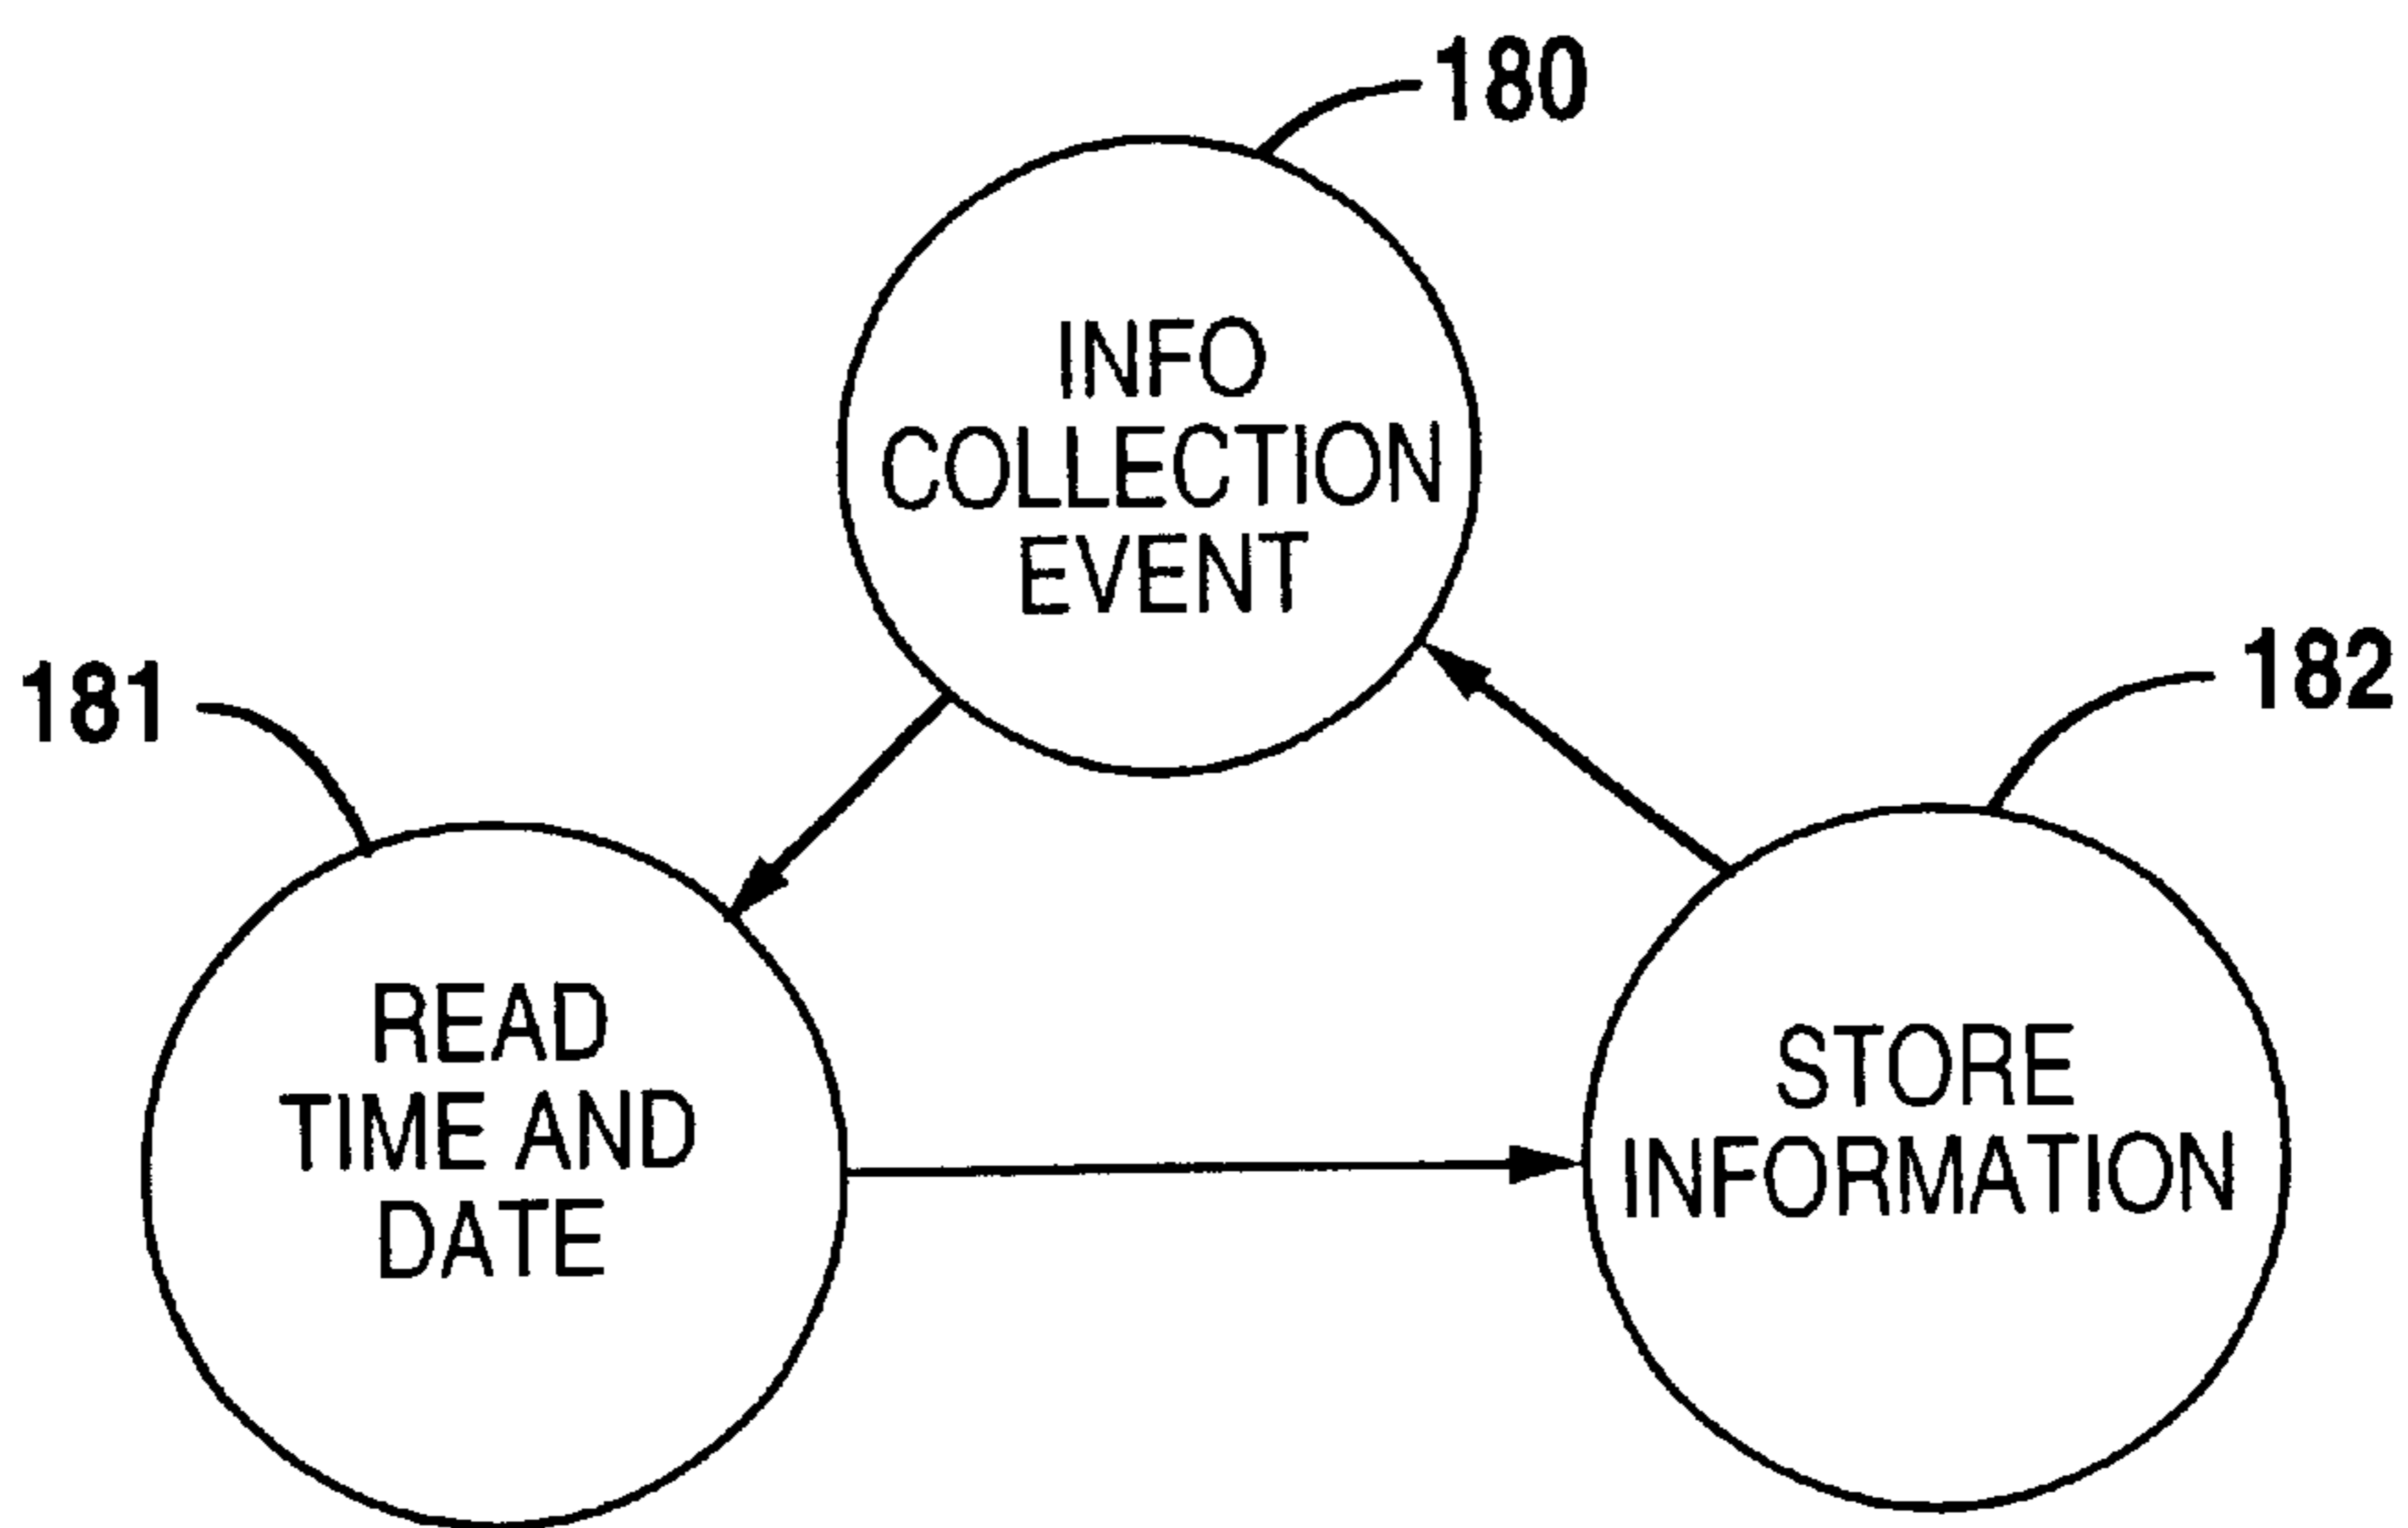 180
INFO
COLLECTION
EVENT
181
182
READ
TIME AND
DATE
STORE
INFORMATION